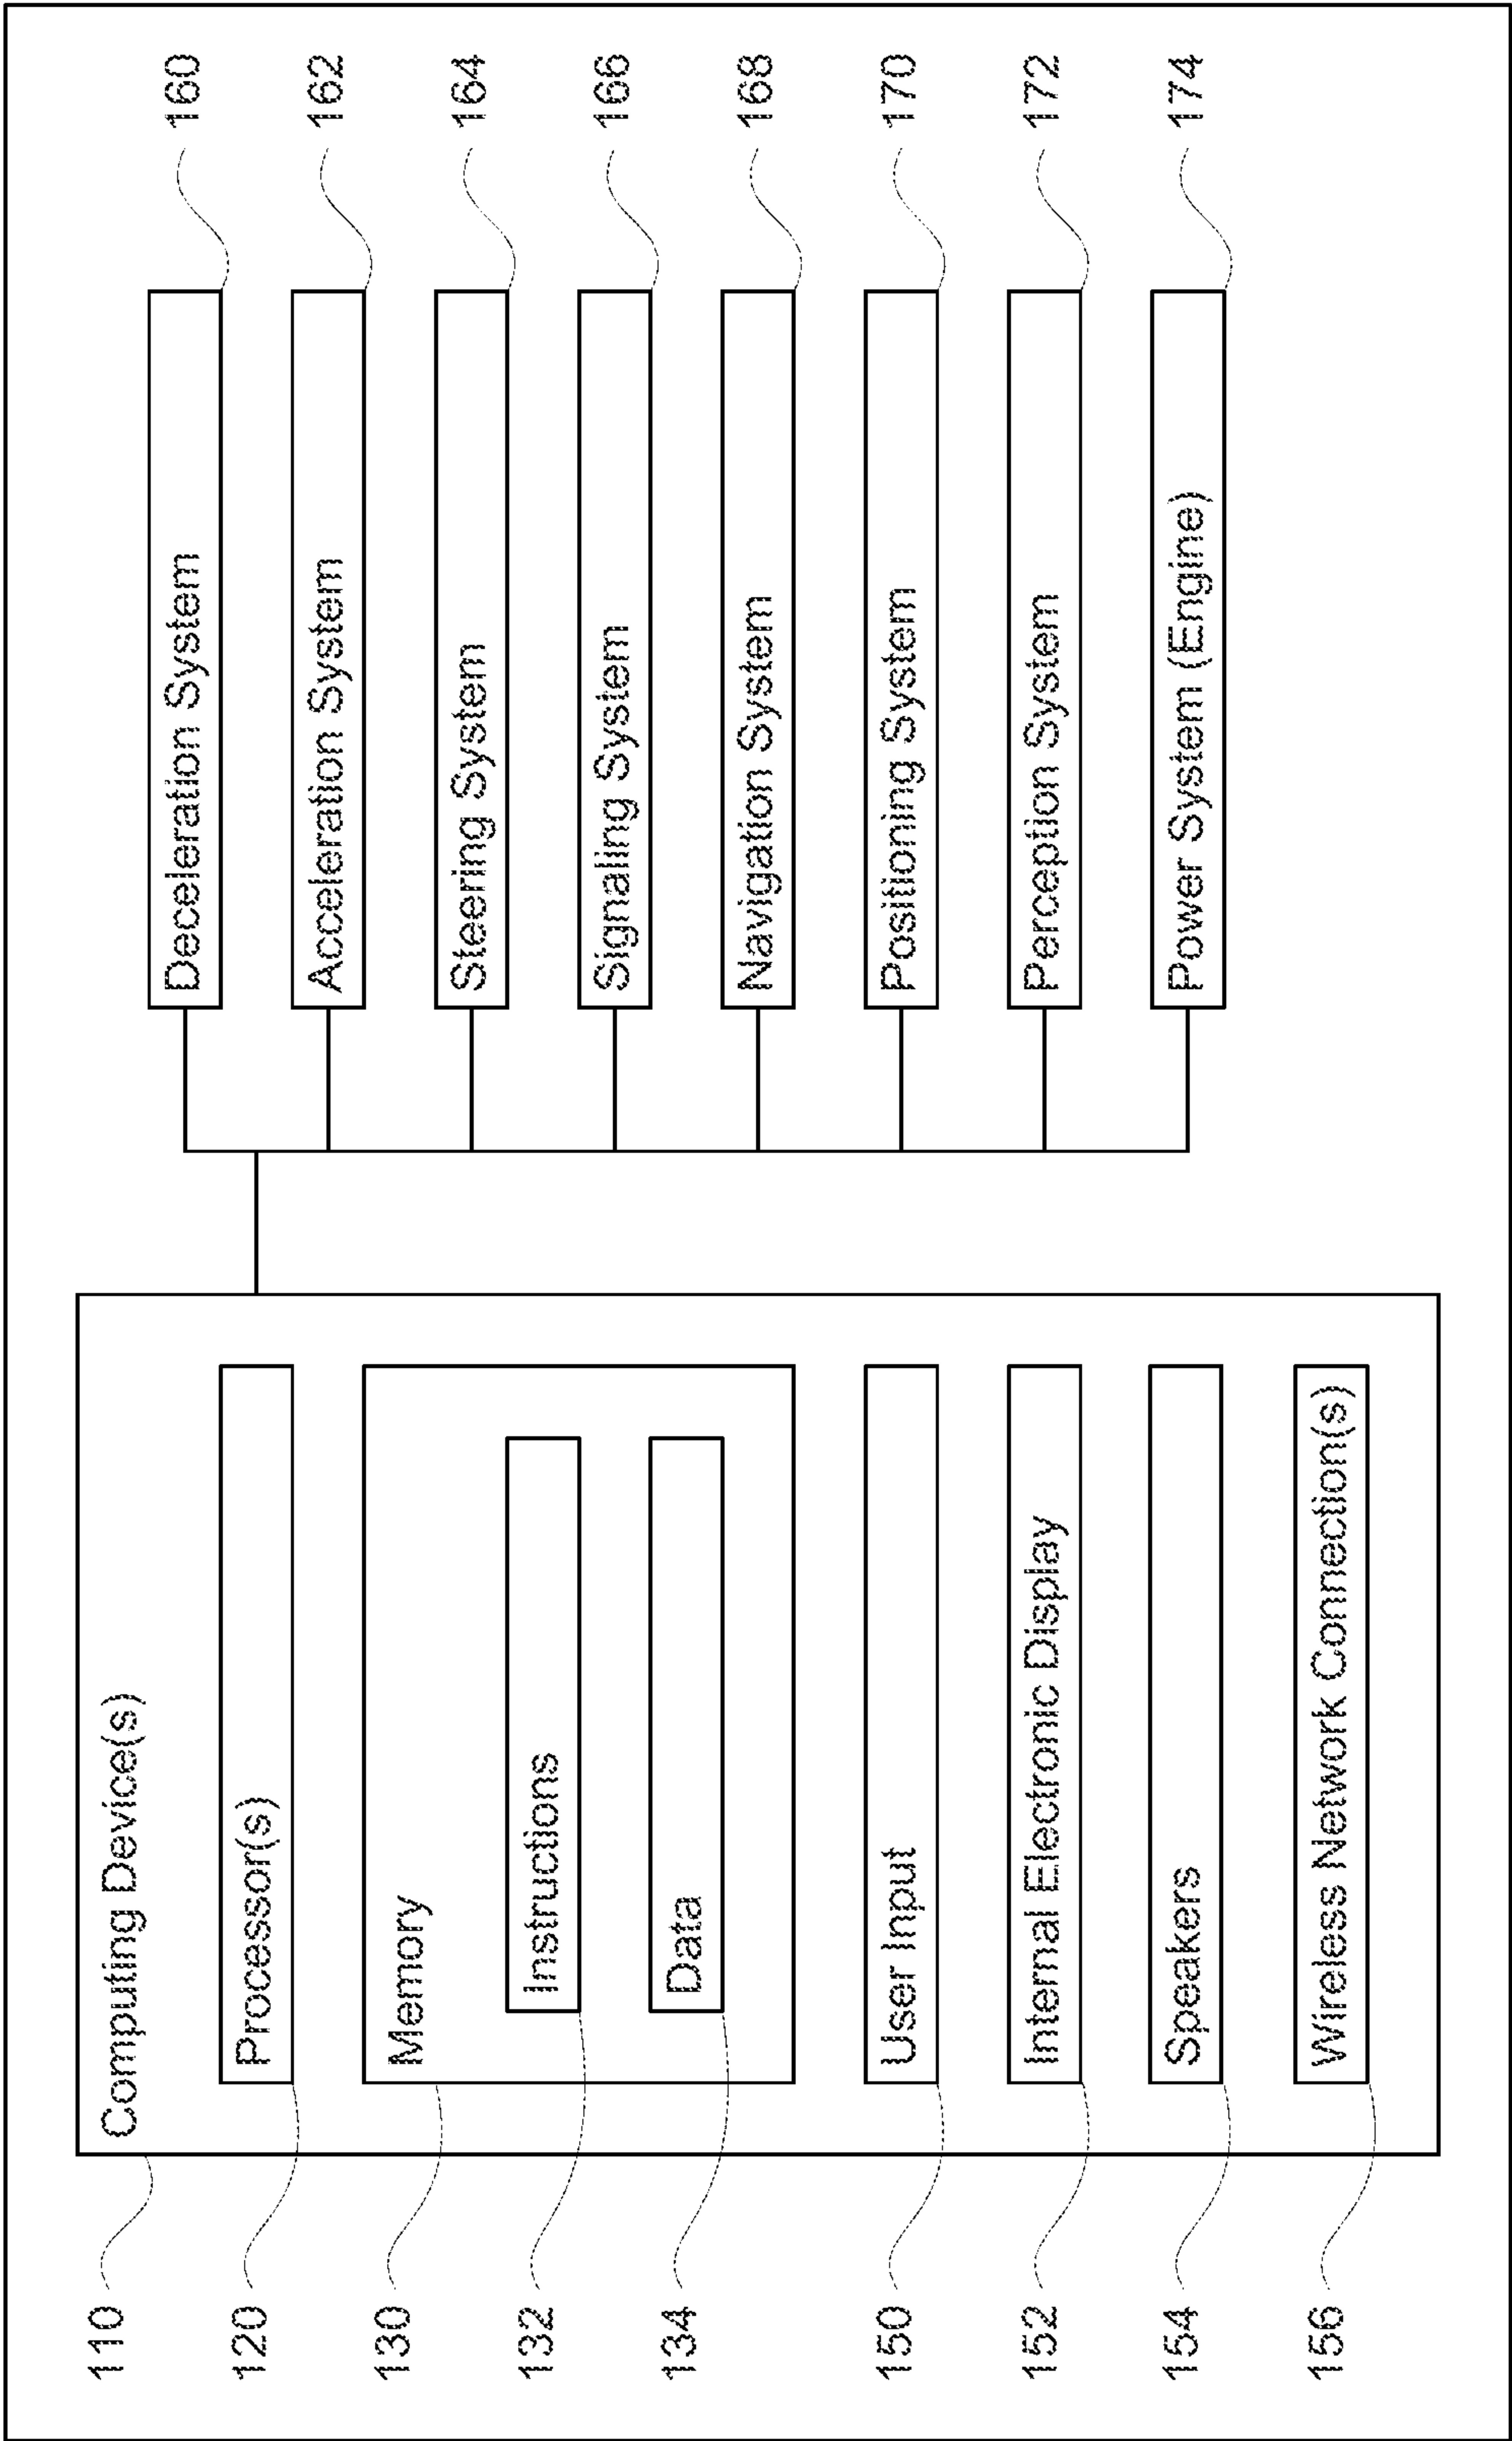 110
Computing Device(s)
120
Processor(s)
130
Memory
132
Instructions
134
Data
150
User Input
152
Internal Electronic Display
154
Speakers
156
Wireless Network Connection(s)
Deceleration System
160
Acceleration System
162
Steering System
164
Signaling System
166
Navigation System
168
Positioning System
170
Perception System
172
Power System (Engine)
174